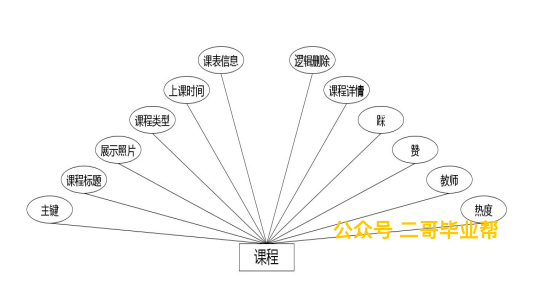 课表信息
逻辑删除
上课时间
课程详情
课程类型
踩
展示照片
赞
课程标题
教师
主键
热度
公众号 二哥毕业帮
课程